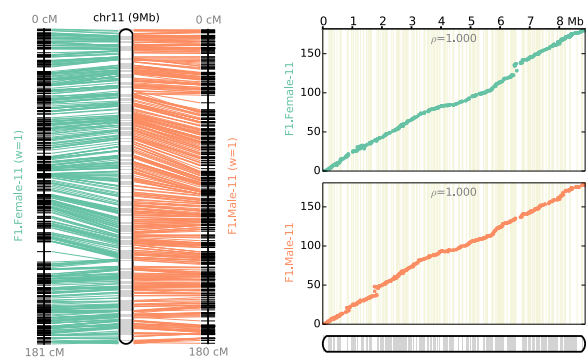 0 cM
chr11 (9Mb)
0 cM
F1.Female-11 (w=1)
F1.Male-11 (w=1)
181 cM
180 cM
0 1 2 3 4 5 6 7 8 Mb
ρ=1.000
F1.Female-11
150
100
50
0
ρ=1.000
F1.Male-11
150
100
50
0